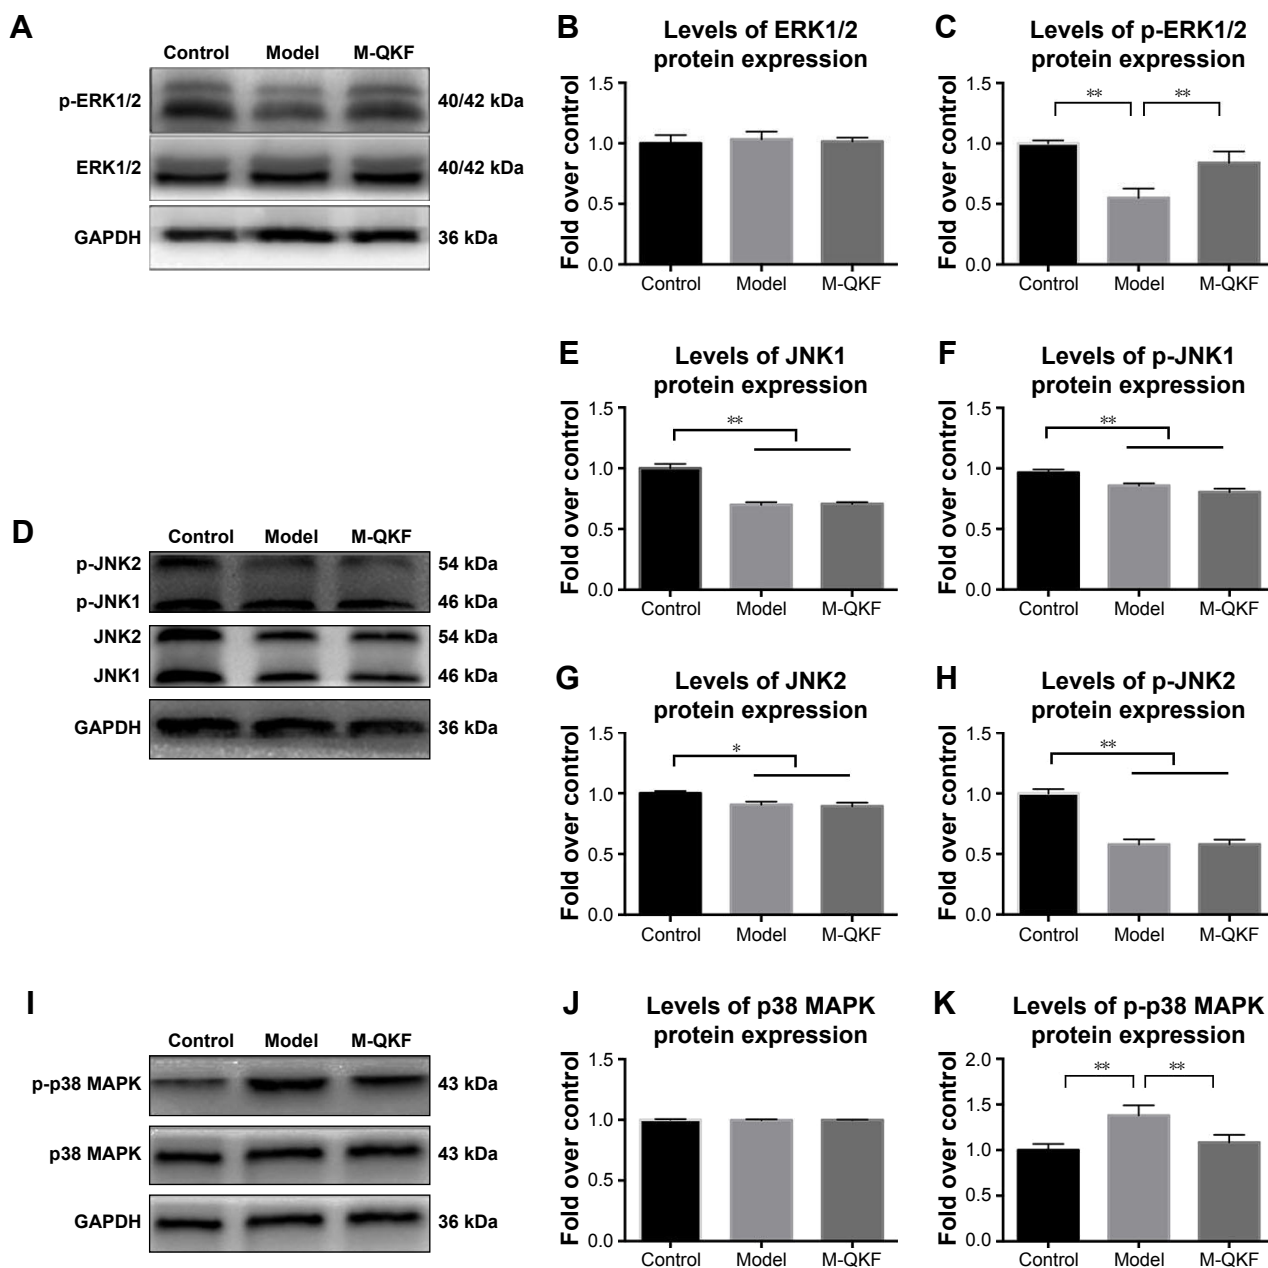 A
Control Model M-QKF
p-ERK1/2 40/42 kDa
ERK1/2 40/42 kDa
GAPDH 36 kDa
B
Levels of ERK1/2
protein expression
Fold over control
1.5
1.0
0.5
0.0
Control Model M-QKF
C
Levels of p-ERK1/2
protein expression
Fold over control
1.5
1.0
0.5
0.0
** **
Control Model M-QKF
D
Control Model M-QKF
p-JNK2 54 kDa
p-JNK1 46 kDa
JNK2 54 kDa
JNK1 46 kDa
GAPDH 36 kDa
E
Levels of JNK1
protein expression
Fold over control
1.5
1.0
0.5
0.0
**
Control Model M-QKF
F
Levels of p-JNK1
protein expression
Fold over control
1.5
1.0
0.5
0.0
**
Control Model M-QKF
G
Levels of JNK2
protein expression
Fold over control
1.5
1.0
0.5
0.0
*
Control Model M-QKF
H
Levels of p-JNK2
protein expression
Fold over control
1.5
1.0
0.5
0.0
**
Control Model M-QKF
I
Control Model M-QKF
p-p38 MAPK 43 kDa
p38 MAPK 43 kDa
GAPDH 36 kDa
J
Levels of p38 MAPK
protein expression
Fold over control
1.5
1.0
0.5
0.0
Control Model M-QKF
K
Levels of p-p38 MAPK
protein expression
Fold over control
2.0
1.5
1.0
0.5
0.0
** **
Control Model M-QKF